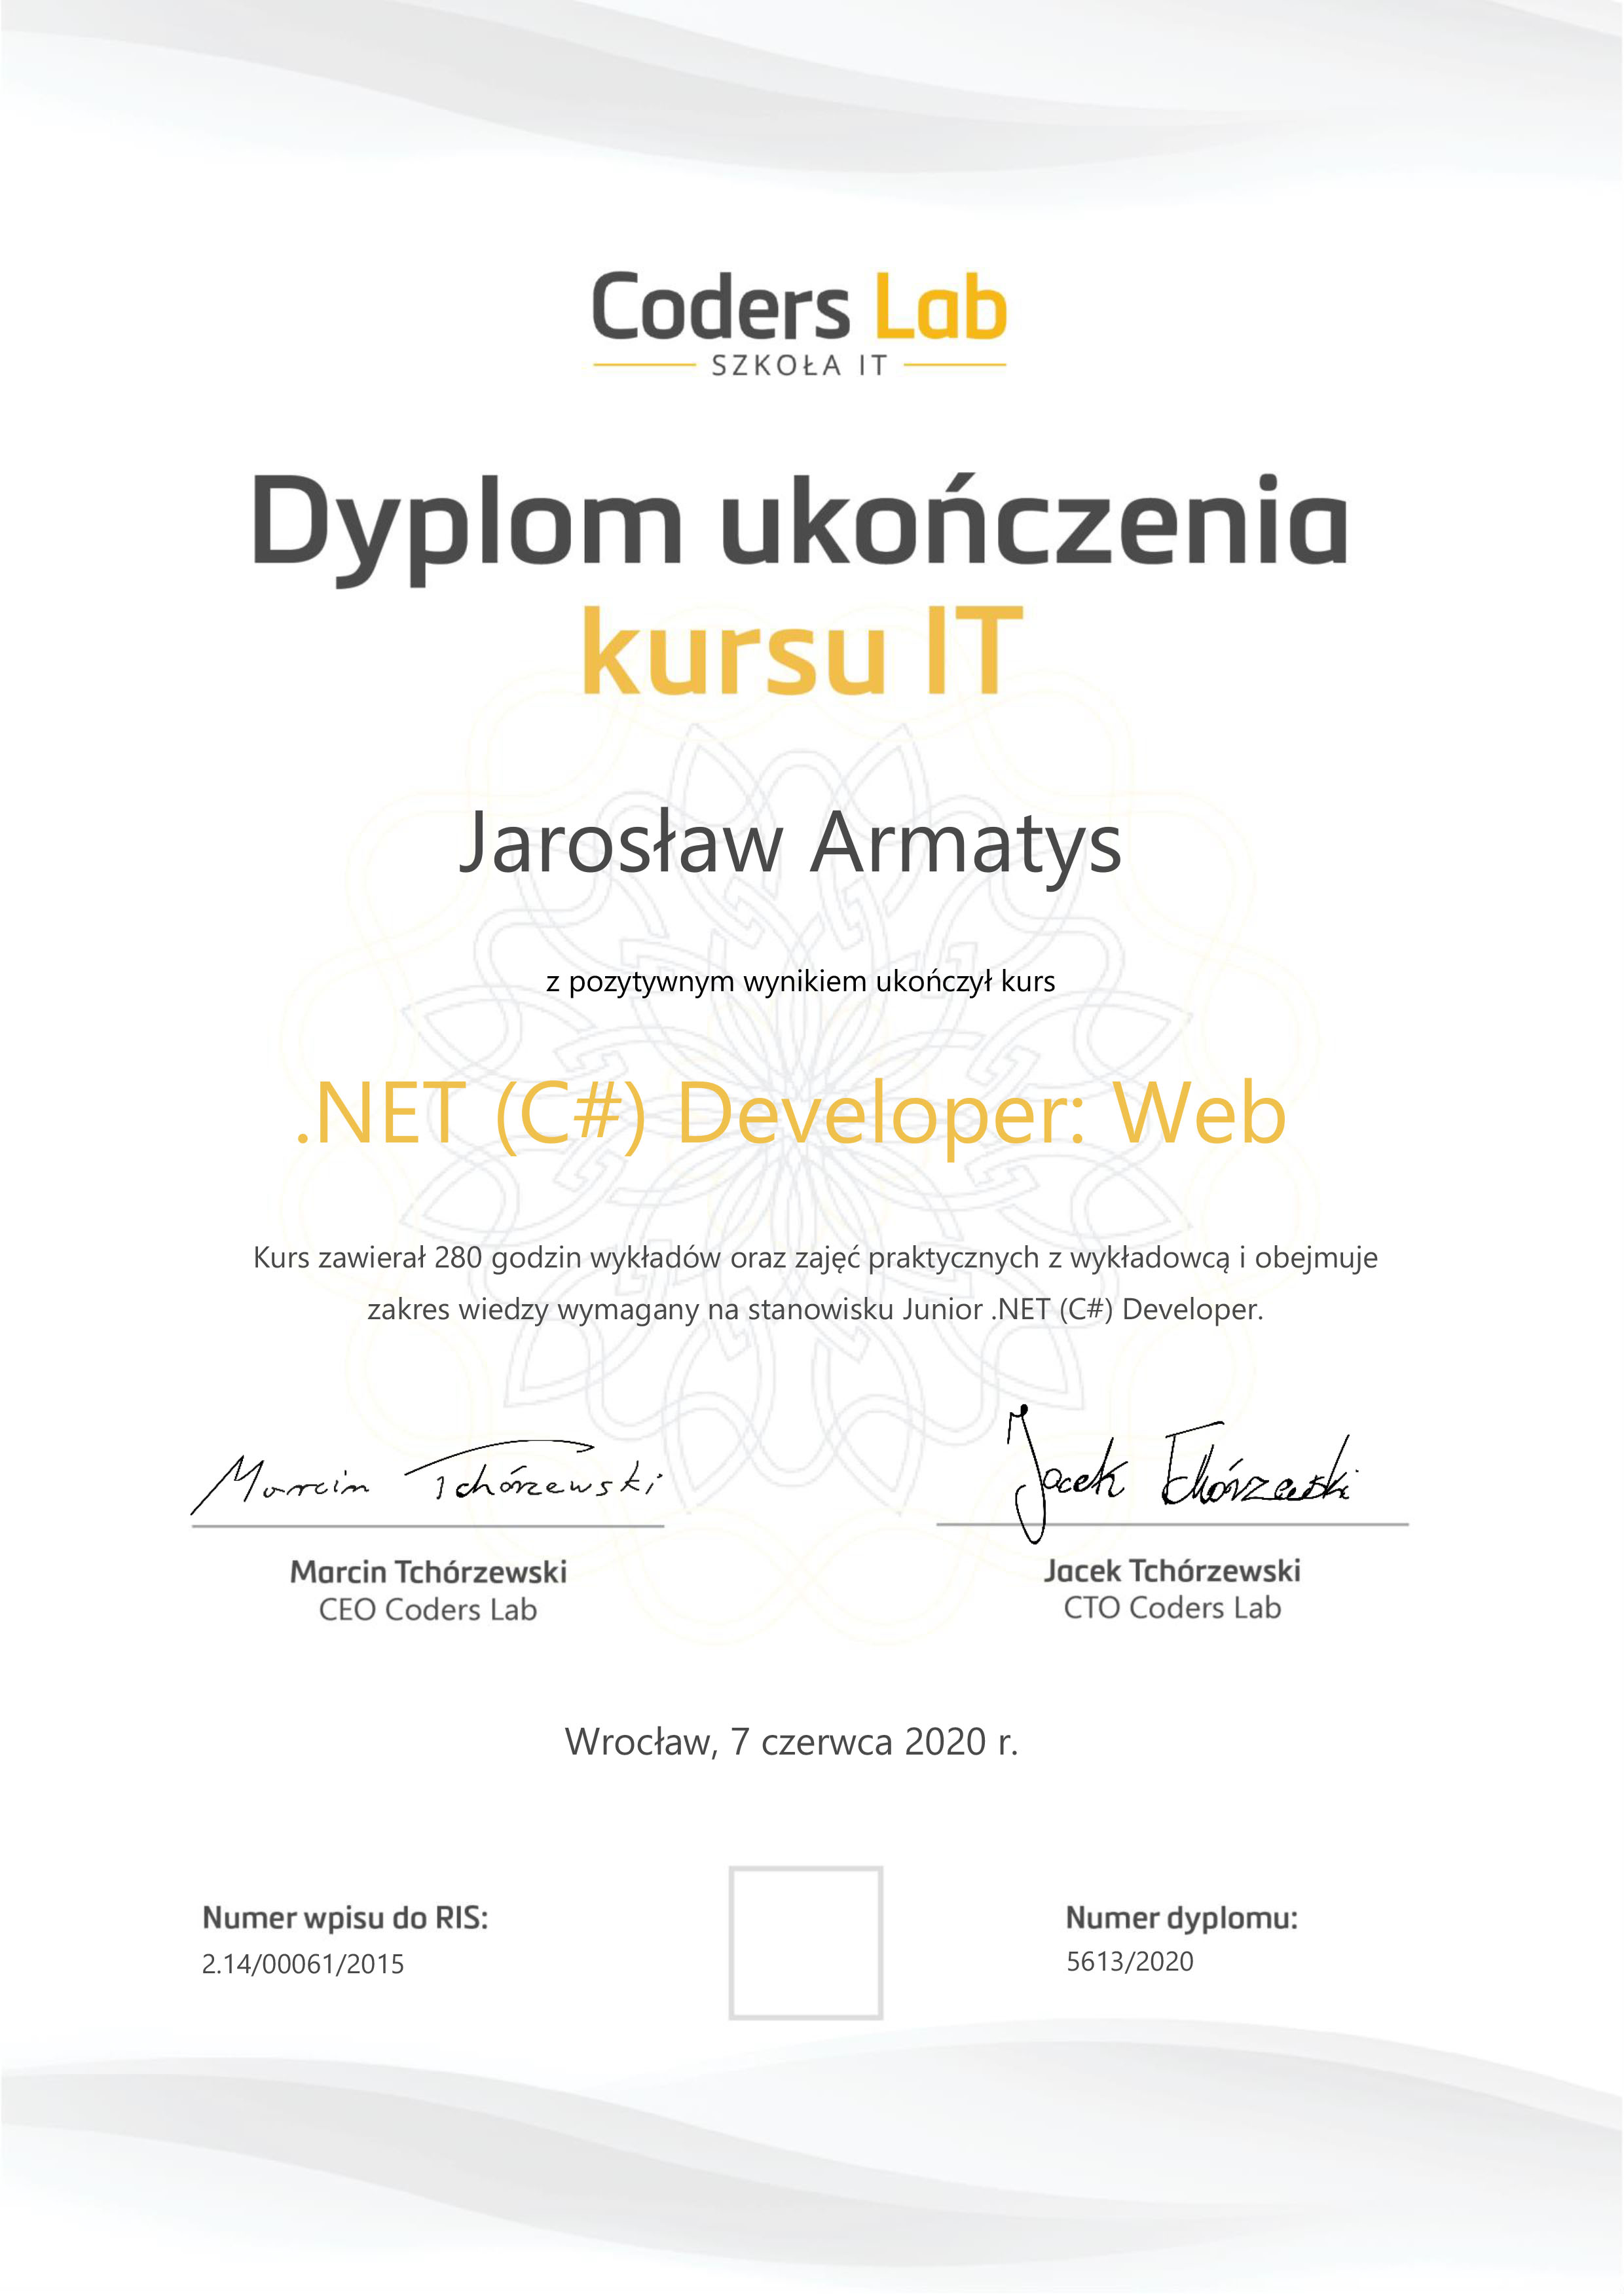 Coders Lab
SZKOŁA IT
Dyplom ukończenia
kursu IT
Jarosław Armatys
z pozytywnym wynikiem ukończył kurs
.NET (C#) Developer: Web
Kurs zawierał 280 godzin wykładów oraz zajęć praktycznych z wykładowcą i obejmuje
zakres wiedzy wymagany na stanowisku Junior .NET (C#) Developer.
Marcin Tchórzewski
Jacek Tchórzewski
Marcin Tchórzewski
CEO Coders Lab
Jacek Tchórzewski
CTO Coders Lab
Wrocław, 7 czerwca 2020 r.
Numer wpisu do RIS:
2.14/00061/2015
Numer dyplomu:
5613/2020